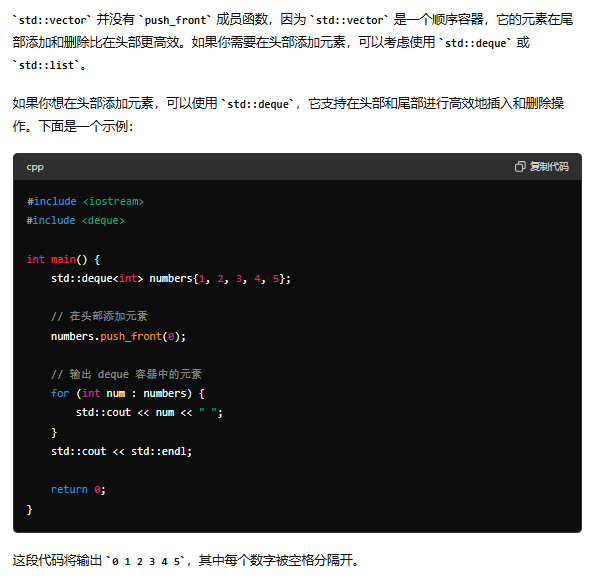 `std::vector` 并没有 `push_front` 成员函数，因为 `std::vector` 是一个顺序容器，它的元素在尾
部添加和删除比在头部更高效。如果你需要在头部添加元素，可以考虑使用 `std::deque` 或
`std::list`。
如果你想在头部添加元素，可以使用 `std::deque`，它支持在头部和尾部进行高效地插入和删除操
作。下面是一个示例：
cpp 复制代码
#include <iostream>
#include <deque>
int main() {
    std::deque<int> numbers{1, 2, 3, 4, 5};
    // 在头部添加元素
    numbers.push_front(0);
    // 输出 deque 容器中的元素
    for (int num : numbers) {
        std::cout << num << " ";
    }
    std::cout << std::endl;
    return 0;
}
这段代码将输出 `0 1 2 3 4 5`，其中每个数字被空格分隔开。